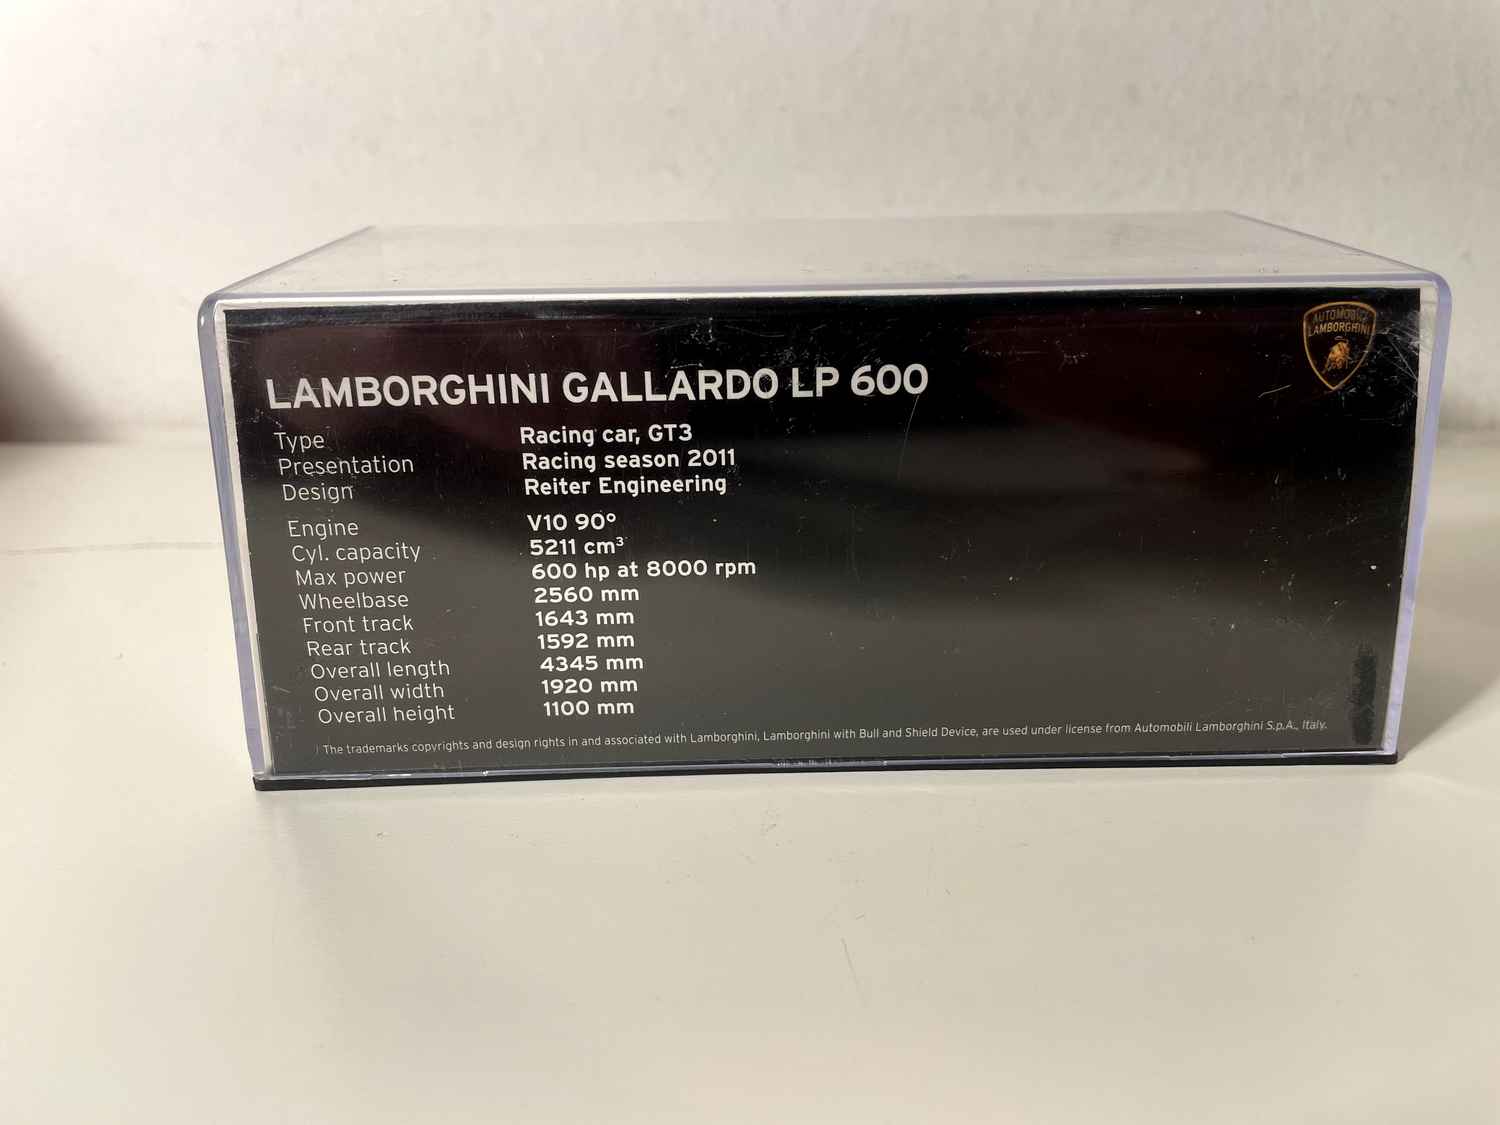 AUTOMOBILI
LAMBORGHINI
LAMBORGHINI GALLARDO LP 600
Type Racing car, GT3
Presentation Racing season 2011
Design Reiter Engineering
Engine V10 90°
Cyl. capacity 5211 cm³
Max power 600 hp at 8000 rpm
Wheelbase 2560 mm
Front track 1643 mm
Rear track 1592 mm
Overall length 4345 mm
Overall width 1920 mm
Overall height 1100 mm
The trademarks copyrights and design rights in and associated with Lamborghini, Lamborghini with Bull and Shield Device, are used under license from Automobili Lamborghini S.p.A., Italy.